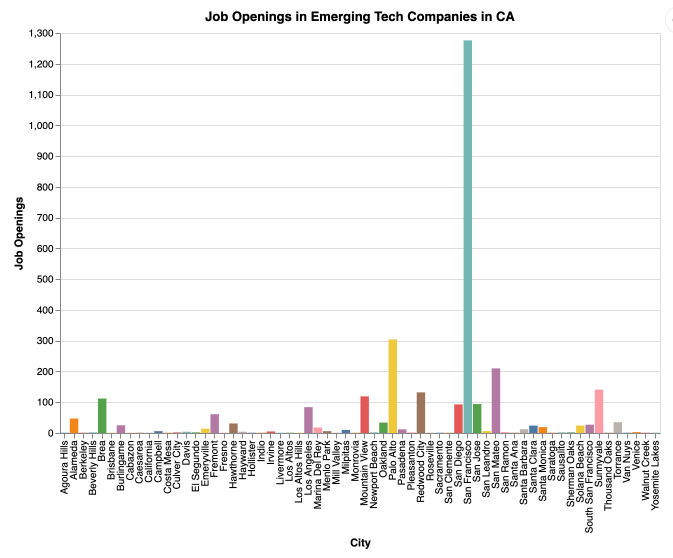 Job Openings in Emerging Tech Companies in CA
1,300
1,200
1,100
1,000
900
800
700
600
500
400
300
200
100
0
Job Openings
Agoura Hills
Alameda
Berkeley
Beverly Hills
Brea
Brisbane
Burlingame
Cabazon
Caesarea
California
Campbell
Costa Mesa
Culver City
Davis
El Segundo
Emeryville
Fremont
Fresno
Hawthorne
Hayward
Hollister
Indio
Irvine
Livermore
Los Altos
Los Altos Hills
Los Angeles
Marina Del Rey
Menlo Park
Mill Valley
Milpitas
Motrovia
Mountain View
Newport Beach
Oakland
Palo Alto
Pasadena
Pleasanton
Redwood City
Roseville
Sacramento
San Clemente
San Diego
San Francisco
San Jose
San Leandro
San Mateo
San Ramon
Santa Ana
Santa Barbara
Santa Clara
Santa Monica
Saratoga
Sausalito
Sherman Oaks
Solana Beach
South San Francisco
Sunnyvale
Thousand Oaks
Torrance
Van Nuys
Venice
Walnut Creek
Yosemite Lakes
City